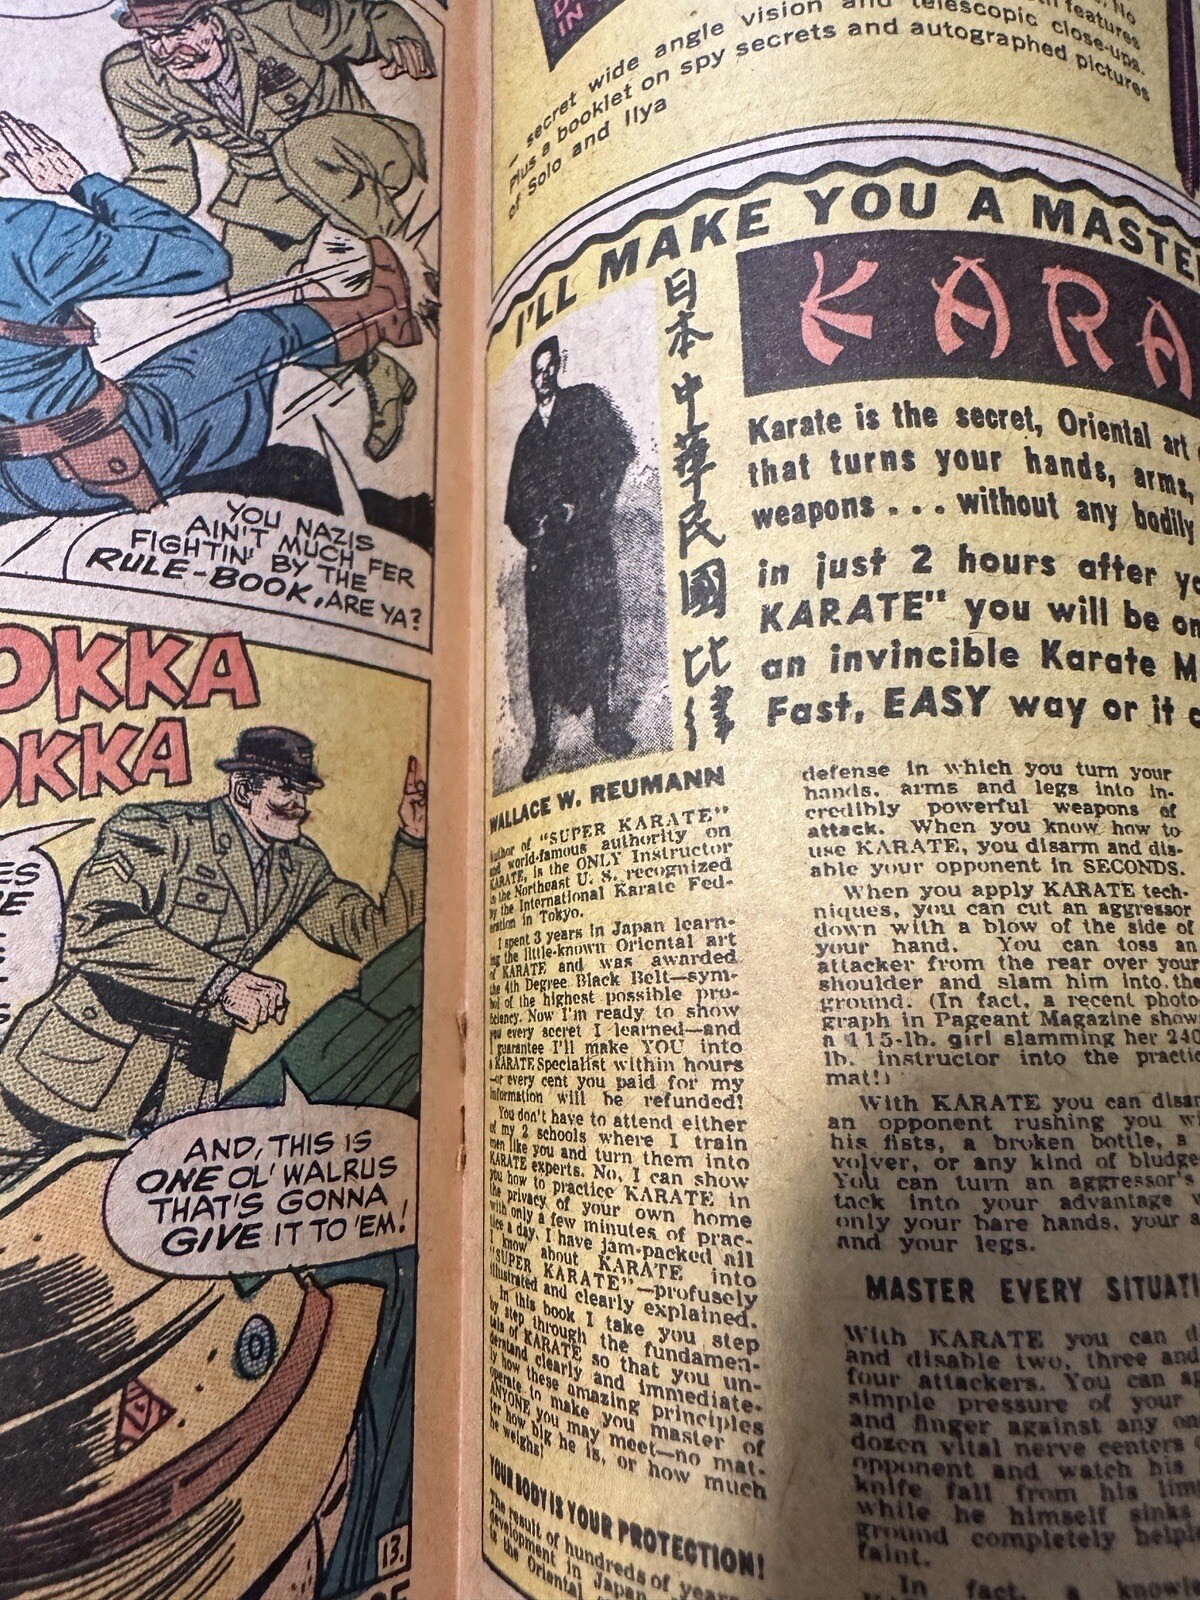 YOU NAZIS
AIN'T MUCH FER
FIGHTIN' BY THE
RULE-BOOK, ARE YA?
OKKA
OKKA
AND, THIS IS
ONE OL' WALRUS
THAT'S GONNA
GIVE IT TO 'EM!
13.
No
features
secret wide angle vision and telescopic close-ups.
Plus a booklet on spy secrets and autographed pictures
of Solo and Ilya
I'LL MAKE YOU A MASTE
KARA
日本中華民國比律
Karate is the secret, Oriental art
that turns your hands, arms,
weapons... without any bodily
in just 2 hours after
KARATE" you will be
an invincible Karate M
Fast, EASY way or it
WALLACE W. REUMANN
Author of "SUPER KARATE"
and world-famous authority on
KARATE, is the ONLY Instructor
in the Northeast U. S. recognized
by the International Karate Fed-
eration in Tokyo.
I spent 3 years in Japan learn-
ing the little-known Oriental art
of KARATE and was awarded
the 4th Degree Black Belt—sym-
bol of the highest possible pro-
ficiency. Now I'm ready to show
you every secret I learned—and
I guarantee I'll make YOU into
a KARATE Specialist within hours
—or every cent you paid for my
information will be refunded!
You don't have to attend either
of my 2 schools where I train
men like you and turn them into
KARATE experts. No, I can show
you how to practice KARATE in
the privacy of your own home
with only a few minutes of prac-
tice a day. I have jam-packed all
I know about KARATE into
"SUPER KARATE"—profusely
illustrated and clearly explained.
In this book I take you step
by step through the fundamen-
tals of KARATE so that you un-
derstand clearly and immediate-
ly how these amazing principles
operate to make you master of
ANYONE you may meet—no mat-
ter how big he is, or how much
he weighs!
YOUR BODY IS YOUR PROTECTION!
The result of hundreds of years
development in Japan
is the Oriental
defense in which you turn your
hands, arms and legs into in-
credibly powerful weapons of
attack. When you know how to
use KARATE, you disarm and dis-
able your opponent in SECONDS.
When you apply KARATE tech-
niques, you can cut an aggressor
down with a blow of the side of
your hand. You can toss an
attacker from the rear over your
shoulder and slam him into the
ground. (In fact, a recent photo-
graph in Pageant Magazine show
a 115-lb. girl slamming her 240
lb. instructor into the practic
mat!)
With KARATE you can disar
an opponent rushing you w
his fists, a broken bottle, a
volver, or any kind of bludge
You can turn an aggressor's
tack into your advantage
only your bare hands, your a
and your legs.
MASTER EVERY SITUATI
With KARATE you can d
and disable two, three and
four attackers. You can ap
simple pressure of your
and finger against any on
dozen vital nerve centers
opponent and watch his
knife fall from his lim
while he himself sinks
ground completely help
faint.
In fact, a knowle